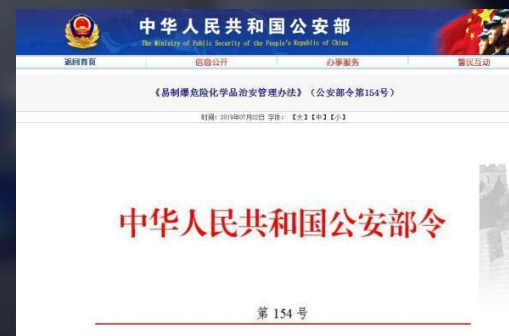 中华人民共和国公安部
The Ministry of Public Security of the People's Republic of China
返回首页 信息公开 办事服务 警民互动
《易制爆危险化学品治安管理办法》（公安部令第154号）
时间：2019年07月22日 字体：【大】【中】【小】
中华人民共和国公安部令
第 154 号